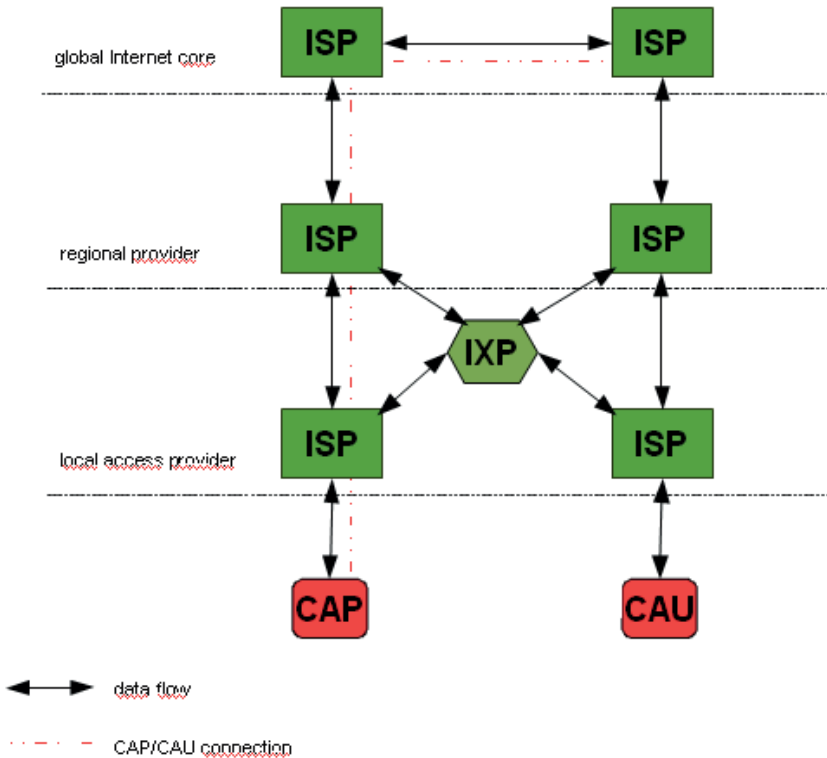 ISP ISP
global Internet core
ISP ISP
regional provider
IXP
ISP ISP
local access provider
CAP CAU
data flow
CAP/CAU connection